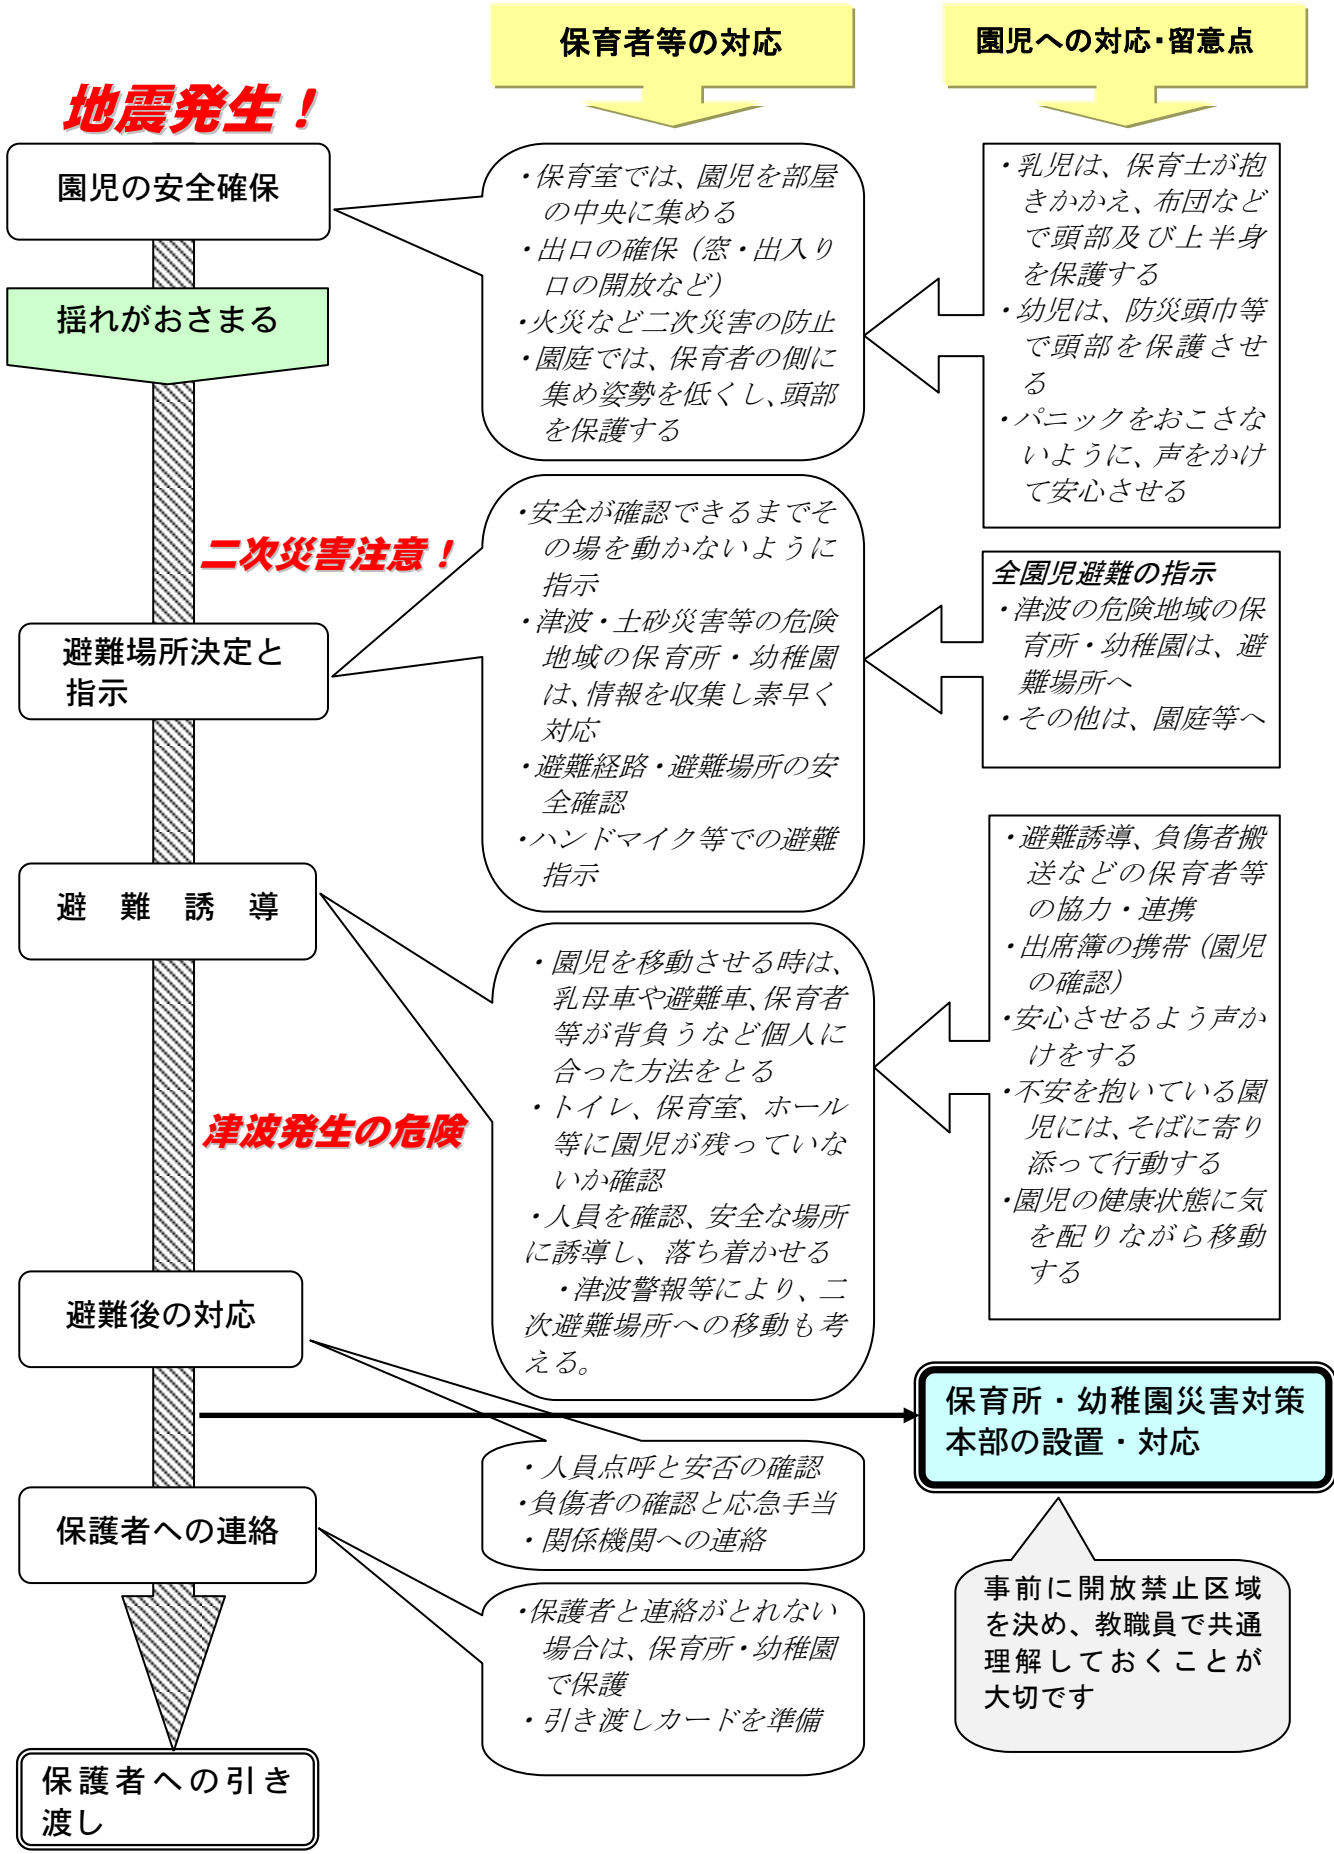 保育者等の対応
園児への対応・留意点
地震発生！
園児の安全確保
揺れがおさまる
二次災害注意！
避難場所決定と
指示
避　難　誘　導
津波発生の危険
避難後の対応
保護者への連絡
保護者への引き
渡し
・保育室では、園児を部屋
の中央に集める
・出口の確保（窓・出入り
口の開放など）
・火災など二次災害の防止
・園庭では、保育者の側に
集め姿勢を低くし、頭部
を保護する
・乳児は、保育士が抱
きかかえ、布団など
で頭部及び上半身
を保護する
・幼児は、防災頭巾等
で頭部を保護させ
る
・パニックをおこさな
いように、声をかけ
て安心させる
・安全が確認できるまでそ
の場を動かないように
指示
・津波・土砂災害等の危険
地域の保育所・幼稚園
は、情報を収集し素早く
対応
・避難経路・避難場所の安
全確認
・ハンドマイク等での避難
指示
全園児避難の指示
・津波の危険地域の保
育所・幼稚園は、避
難場所へ
・その他は、園庭等へ
・園児を移動させる時は、
乳母車や避難車、保育者
等が背負うなど個人に
合った方法をとる
・トイレ、保育室、ホール
等に園児が残っていな
いか確認
・人員を確認、安全な場所
に誘導し、落ち着かせる
・津波警報等により、二
次避難場所への移動も考
える。
・避難誘導、負傷者搬
送などの保育者等
の協力・連携
・出席簿の携帯（園児
の確認）
・安心させるよう声か
けをする
・不安を抱いている園
児には、そばに寄り
添って行動する
・園児の健康状態に気
を配りながら移動
する
保育所・幼稚園災害対策
本部の設置・対応
・人員点呼と安否の確認
・負傷者の確認と応急手当
・関係機関への連絡
・保護者と連絡がとれない
場合は、保育所・幼稚園
で保護
・引き渡しカードを準備
事前に開放禁止区域
を決め、教職員で共通
理解しておくことが
大切です